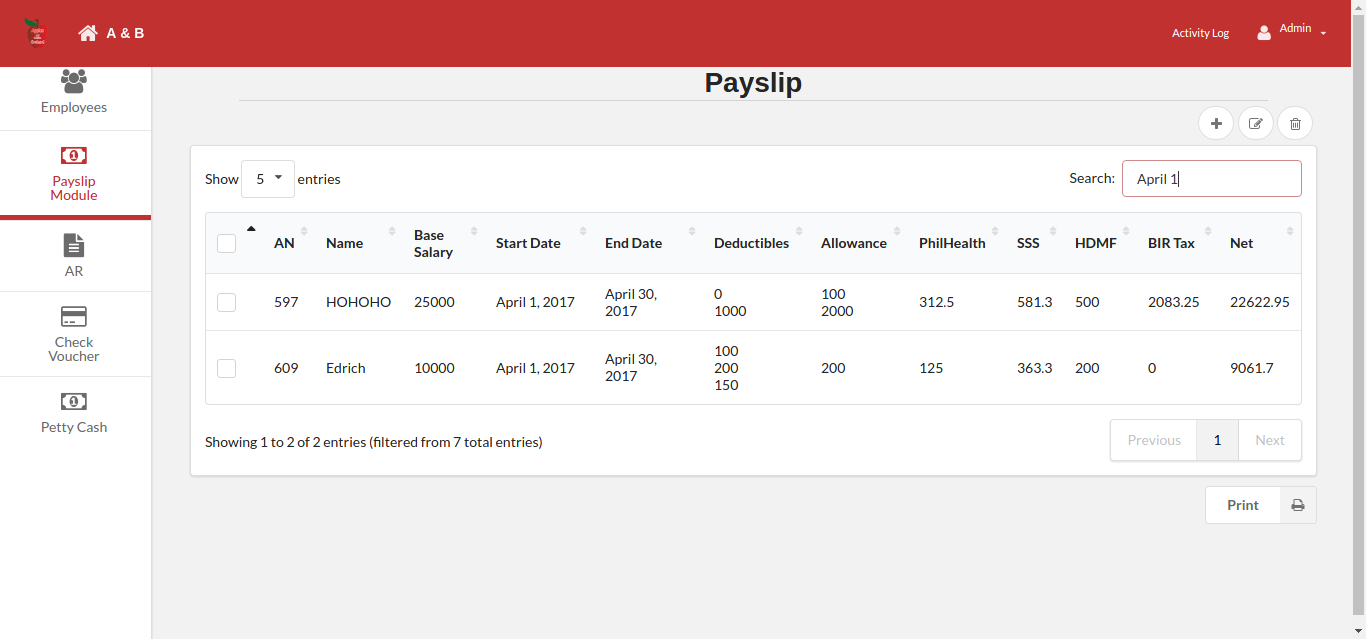 A & B
Activity Log
Admin
Employees
Payslip
Module
AR
Check
Voucher
Petty Cash
Payslip
Show 5 entries
Search: April 1
AN Name Base Salary Start Date End Date Deductibles Allowance PhilHealth SSS HDMF BIR Tax Net
597 HOHOHO 25000 April 1, 2017 April 30, 2017 0 1000 100 2000 312.5 581.3 500 2083.25 22622.95
609 Edrich 10000 April 1, 2017 April 30, 2017 100 200 150 200 125 363.3 200 0 9061.7
Showing 1 to 2 of 2 entries (filtered from 7 total entries)
Previous 1 Next
Print